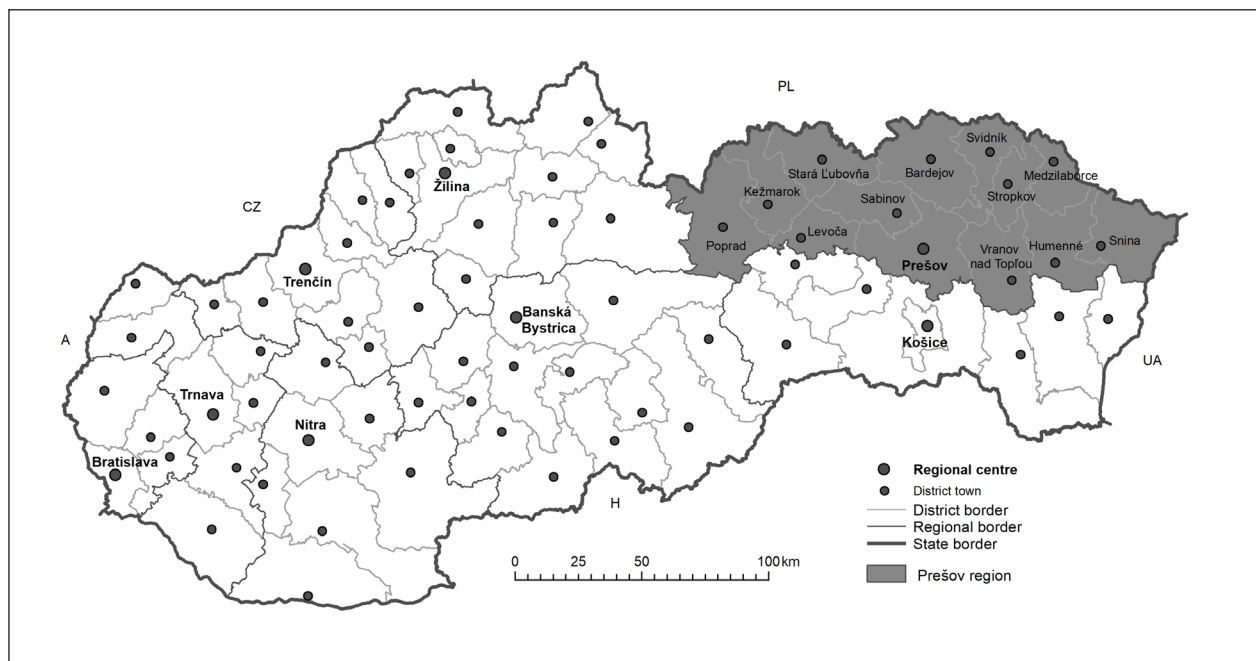 PL
Svidník
Stará Ľubovňa
Bardejov
Medzilaborce
Žilina
Kežmarok
Sabinov
Stropkov
CZ
Levoča
Poprad
Prešov
Vranov
nad Topľou
Humenné
Snina
Trenčín
Banská
Bystrica
Košice
A
UA
Trnava
Nitra
Bratislava
H
Regional centre
District town
District border
Regional border
State border
Prešov region
0 25 50 100 km